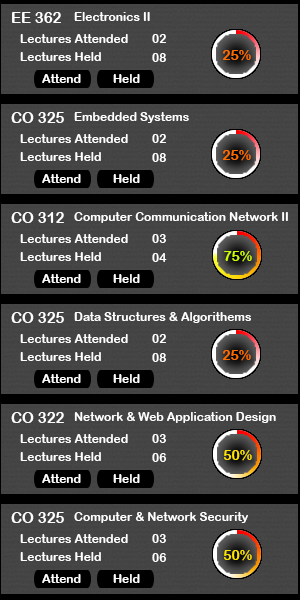 EE 362 Electronics II
Lectures Attended 02
Lectures Held 08
25%
Attend Held
CO 325 Embedded Systems
Lectures Attended 02
Lectures Held 08
25%
Attend Held
CO 312 Computer Communication Network II
Lectures Attended 03
Lectures Held 04
75%
Attend Held
CO 325 Data Structures & Algorithems
Lectures Attended 02
Lectures Held 08
25%
Attend Held
CO 322 Network & Web Application Design
Lectures Attended 03
Lectures Held 06
50%
Attend Held
CO 325 Computer & Network Security
Lectures Attended 03
Lectures Held 06
50%
Attend Held